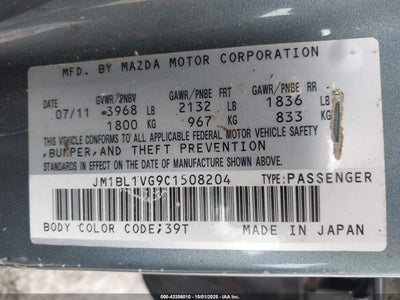 MFD. BY MAZDA MOTOR CORPORATION
DATE GVWR/PNBV GAWR/PNBE FRT GAWR/PNBE RR
07/11 3968 LB 2132 LB 1836 LB
1800 KG 967 KG 833 KG
THIS VEHICLE CONFORMS TO ALL APPLICABLE FEDERAL MOTOR VEHICLE SAFETY
,BUMPER,AND THEFT PREVENTION
STANDARDS IN EFFECT ON THE DATE OF MANUFACTURE SHOWN ABOVE.
JM1BL1VG9C1508204 TYPE:PASSENGER
BODY COLOR CODE;39T MADE IN JAPAN
000-43356010 - 10/01/2025 - IAAI.COM